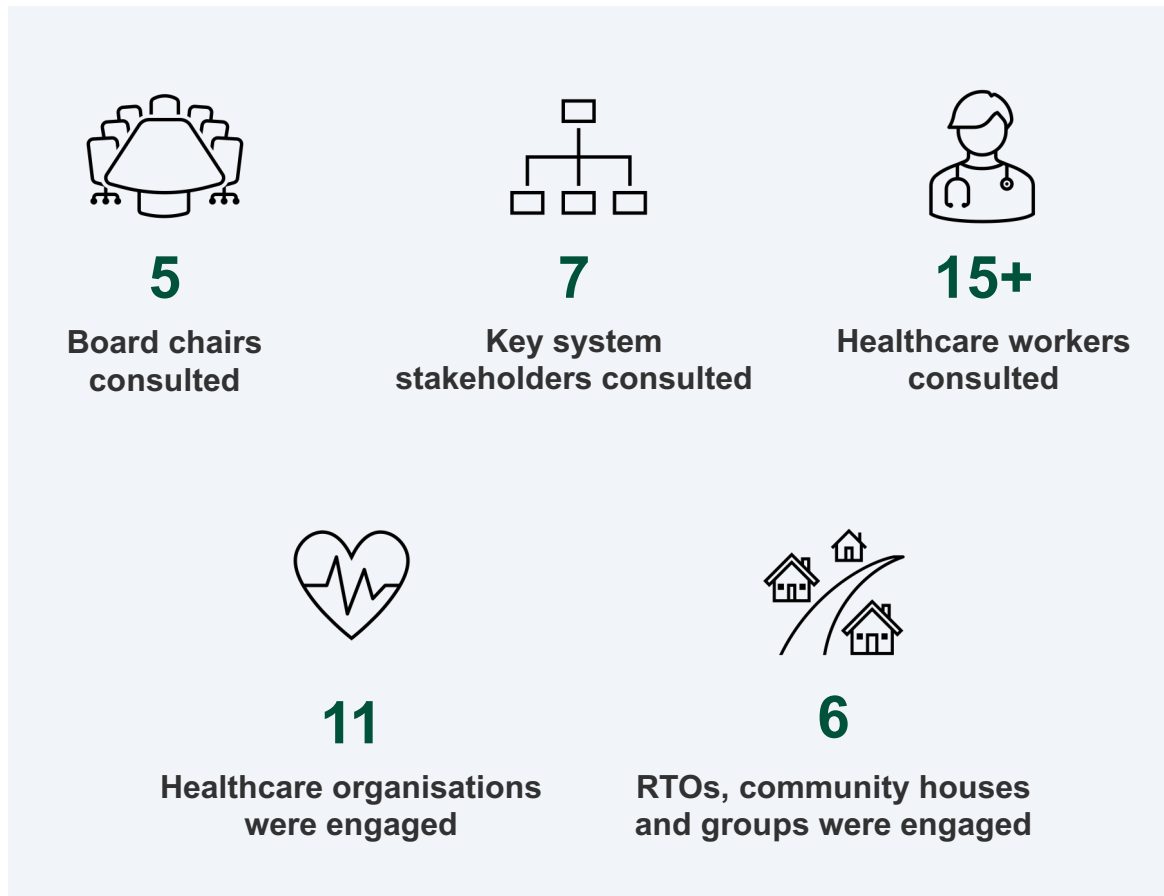 5
Board chairs
consulted
7
Key system
stakeholders consulted
15+
Healthcare workers
consulted
11
Healthcare organisations
were engaged
6
RTOs, community houses
and groups were engaged